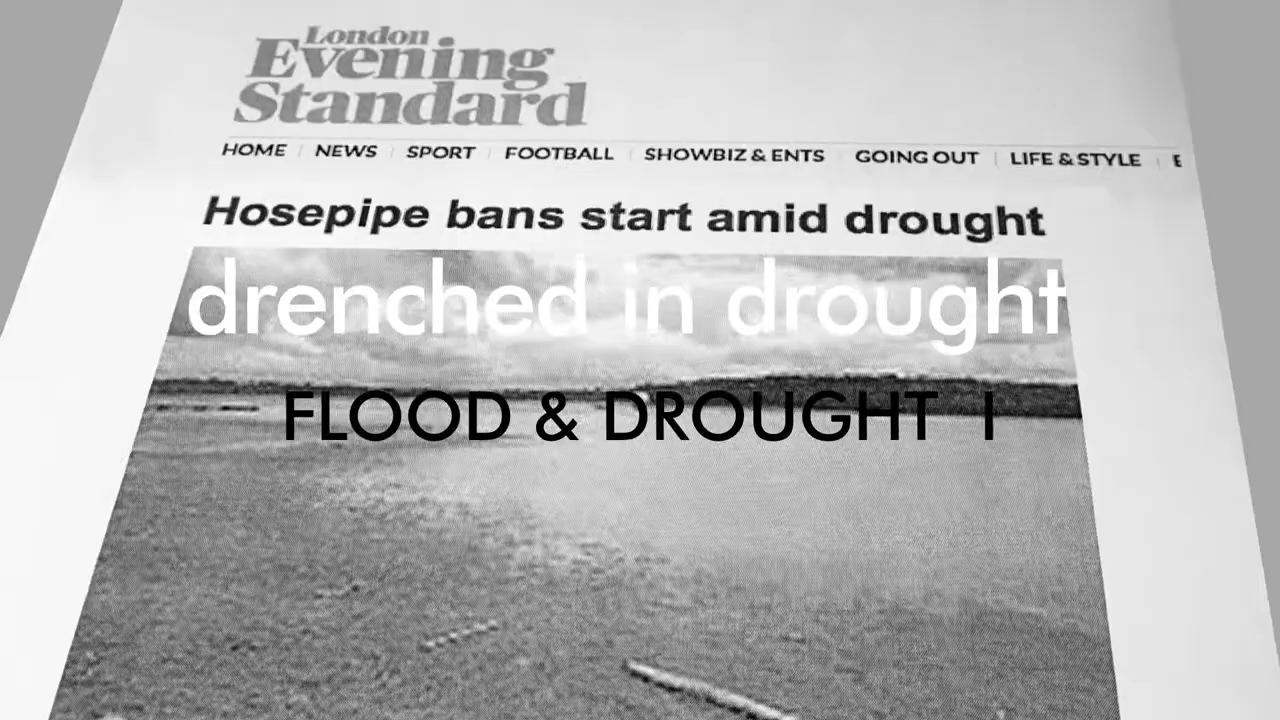 London
Evening
Standard
HOME NEWS SPORT FOOTBALL SHOWBIZ & ENTS GOING OUT LIFE & STYLE E
Hosepipe bans start amid drought
drenched in drought
FLOOD & DROUGHT I